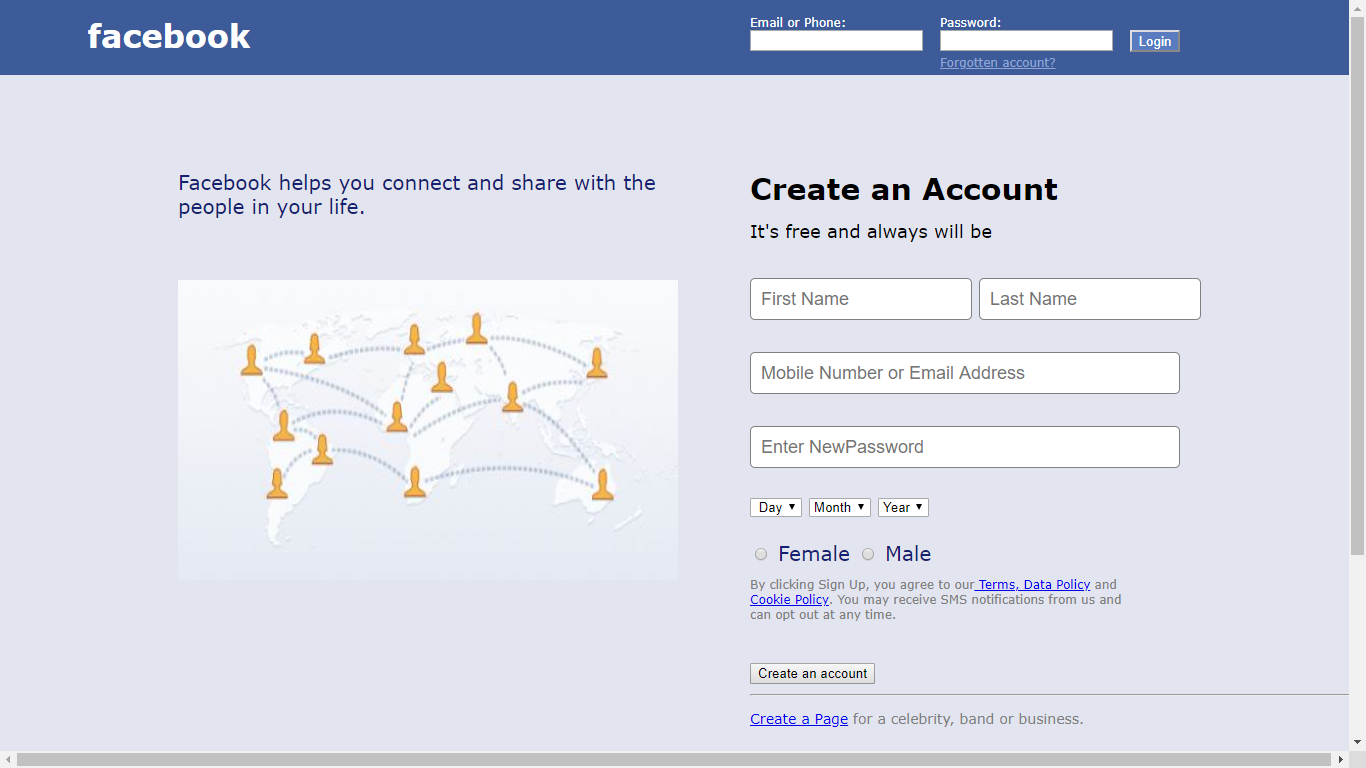 facebook
Email or Phone:
Password:
Login
Forgotten account?
Facebook helps you connect and share with the
people in your life.
Create an Account
It's free and always will be
First Name
Last Name
Mobile Number or Email Address
Enter NewPassword
Day
Month
Year
Female
Male
By clicking Sign Up, you agree to our Terms, Data Policy and
Cookie Policy. You may receive SMS notifications from us and
can opt out at any time.
Create an account
Create a Page for a celebrity, band or business.